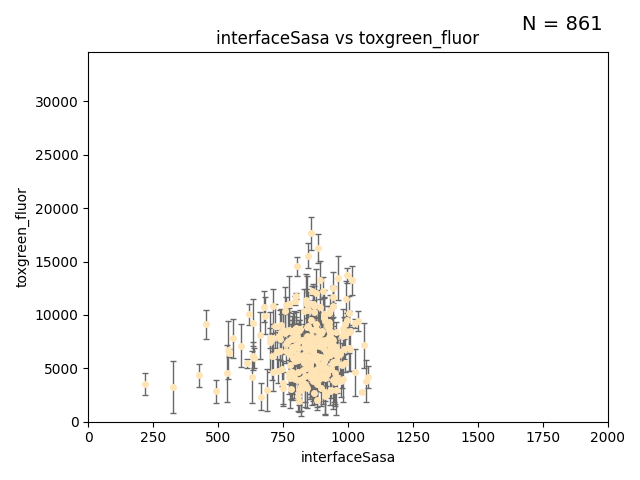 N = 861
interfaceSasa vs toxgreen_fluor
toxgreen_fluor
30000
25000
20000
15000
10000
5000
0
0 250 500 750 1000 1250 1500 1750 2000
interfaceSasa